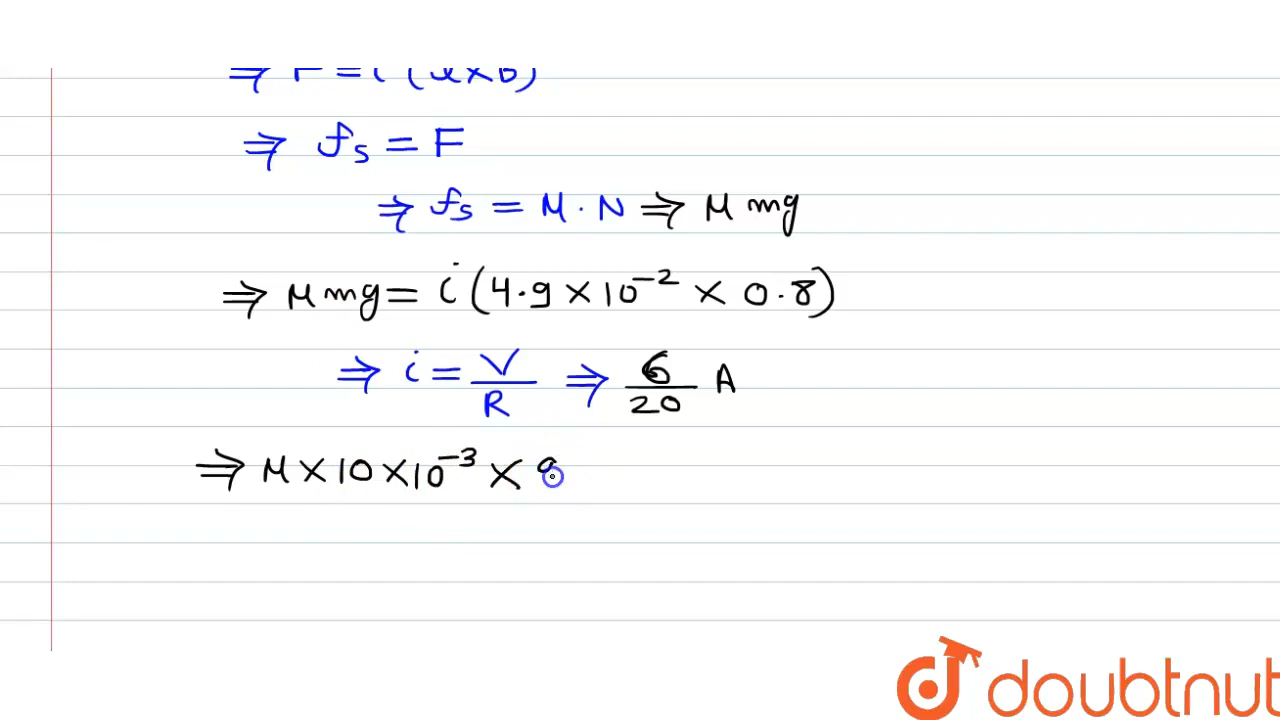 ⇒ F = i (l×B)
⇒ fs = F
⇒ fs = μ . N ⇒ μ mg
⇒ μ mg = i (4.9 × 10⁻² × 0.8)
⇒ i = V/R ⇒ 6/20 A
⇒ μ × 10 × 10⁻³ × 9
doubtnut